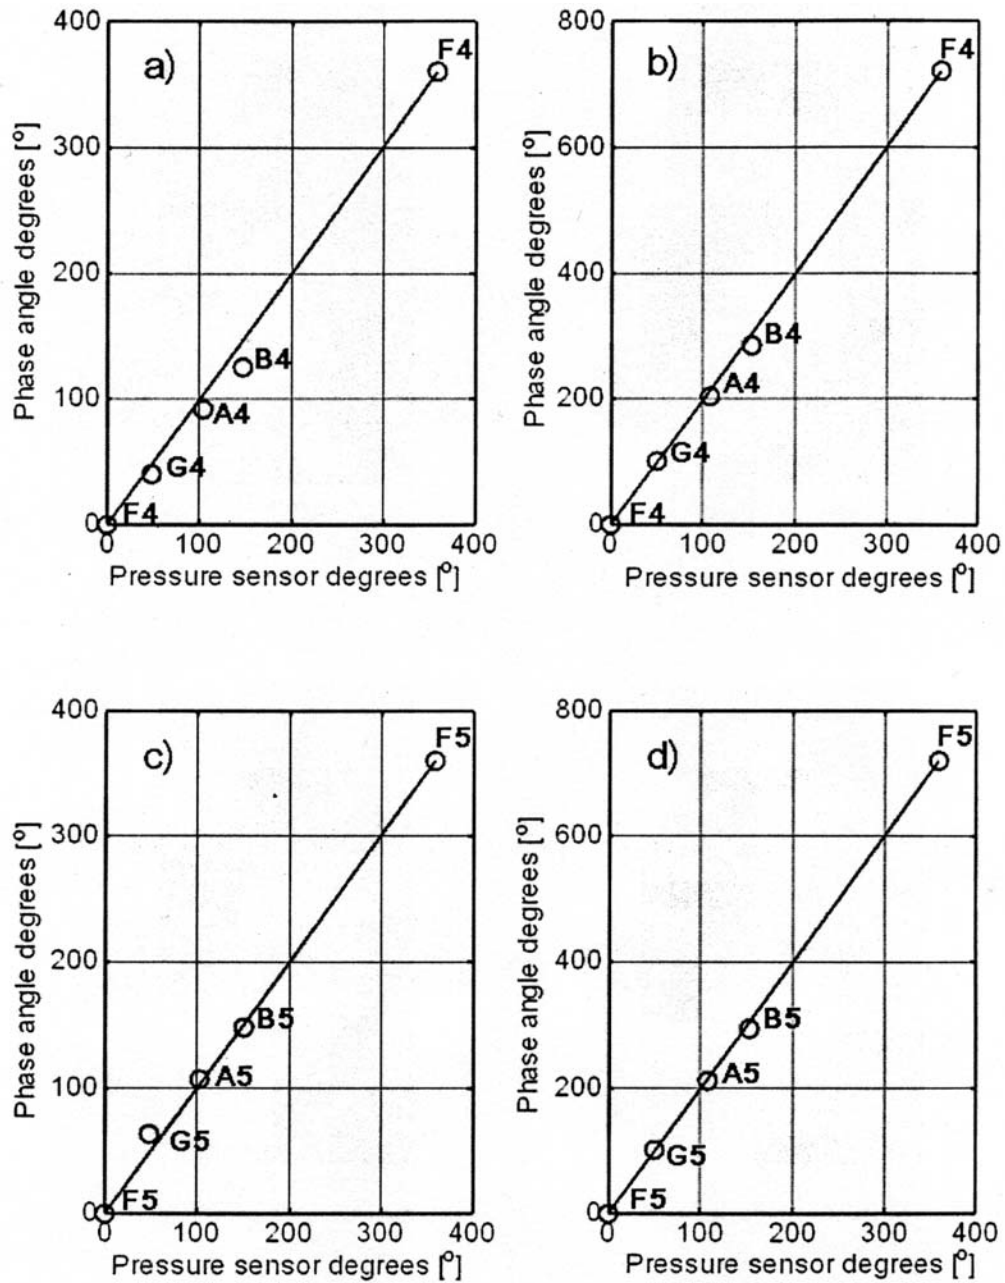 a)
400
300
200
100
0
F4
B4
A4
G4
F4
0 100 200 300 400
Phase angle degrees [°]
Pressure sensor degrees [°]
b)
800
600
400
200
0
F4
B4
A4
G4
F4
0 100 200 300 400
Phase angle degrees [°]
Pressure sensor degrees [°]
c)
400
300
200
100
0
F5
B5
A5
G5
F5
0 100 200 300 400
Phase angle degrees [°]
Pressure sensor degrees [°]
d)
800
600
400
200
0
F5
B5
A5
G5
F5
0 100 200 300 400
Phase angle degrees [°]
Pressure sensor degrees [°]